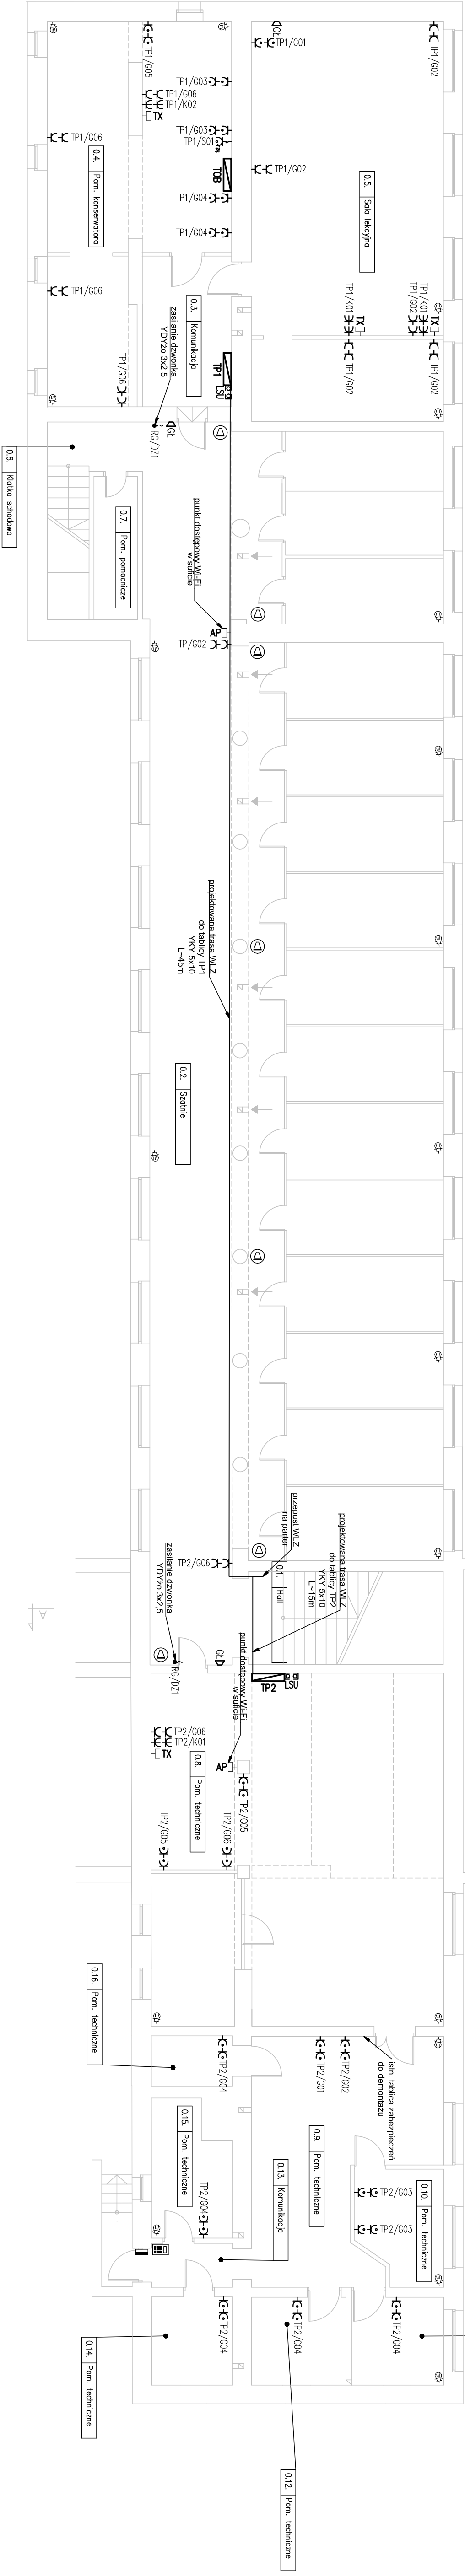 GŁ
TP1/G01
TP1/G02
TP1/G05
TP1/G03
TP1/G06
TP1/K02
TX
TP1/G03
TP1/S01
TOB
TP1/G02
TP1/G06
0.4. Pom. konserwatora
0.5. Sala lekcyjna
TP1/G04
TP1/G04
TP1/G06
0.3. Komunikacja
TX
TP1/K01
TP1/G02
TX
TP1/K01
TP1/G02
TP1/G02
TP1/G06
TP1
LSU
zasilanie dzwonka
YDYżo 3x2,5
GŁ
RG/DZ1
0.6. Klatka schodowa
0.7. Pom. pomocnicze
punkt dostępowy Wi-Fi
w suficie
AP
TP/G02
projektowana trasa WLZ
do tablicy TP1
YKY 5x10
L~45m
0.2. Szatnie
TP2/G06
przepust WLZ
na parter
projektowana trasa WLZ
do tablicy TP2
YKY 5x10
L~15m
0.1. Hall
zasilanie dzwonka
YDYżo 3x2,5
RG/DZ1
GŁ
TP2
LSU
punkt dostępowy Wi-Fi
w suficie
AP
TP2/G06
TP2/K01
TX
0.8. Pom. techniczne
TP2/G05
TP2/G05
TP2/G06
A
istn. tablica zabezpieczeń
do demontażu
0.16. Pom. techniczne
TP2/G04
TP2/G01
TP2/G02
0.15. Pom. techniczne
TP2/G04
0.9. Pom. techniczne
0.13. Komunikacja
TP2/G03
TP2/G03
0.10. Pom. techniczne
TP2/G04
TP2/G04
TP2/G04
0.14. Pom. techniczne
0.12. Pom. techniczne